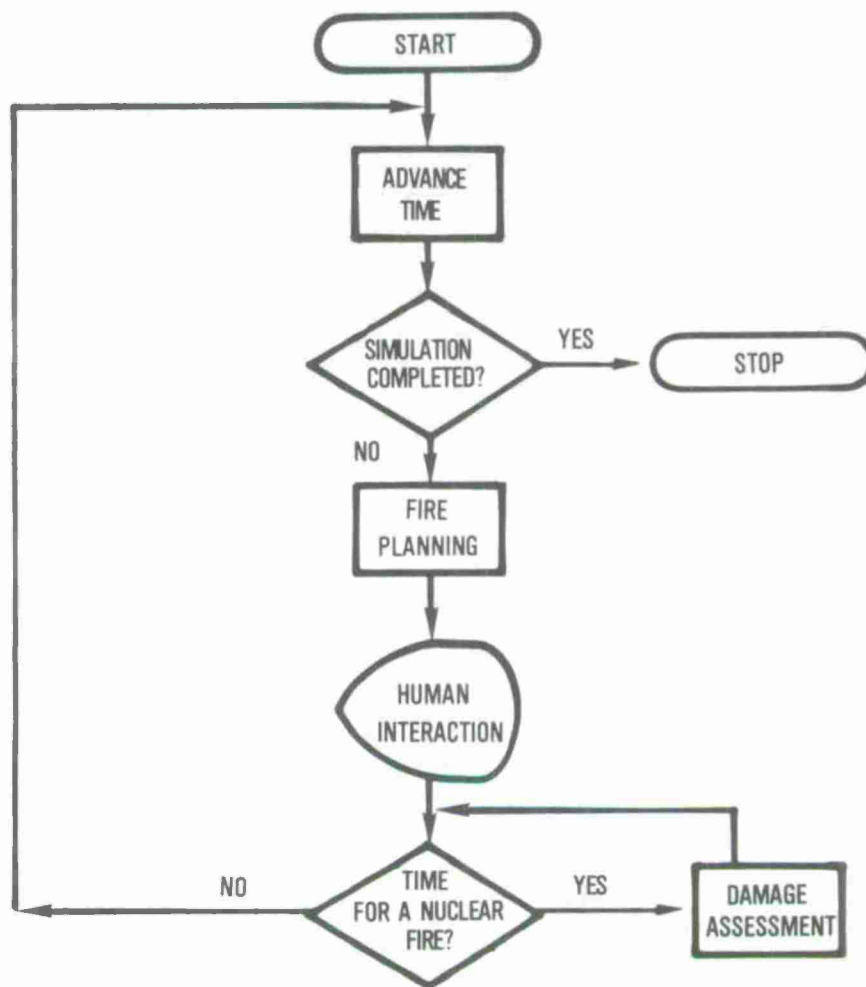 START
ADVANCE
TIME
SIMULATION
COMPLETED?
YES
STOP
NO
FIRE
PLANNING
HUMAN
INTERACTION
NO
TIME
FOR A NUCLEAR
FIRE?
YES
DAMAGE
ASSESSMENT